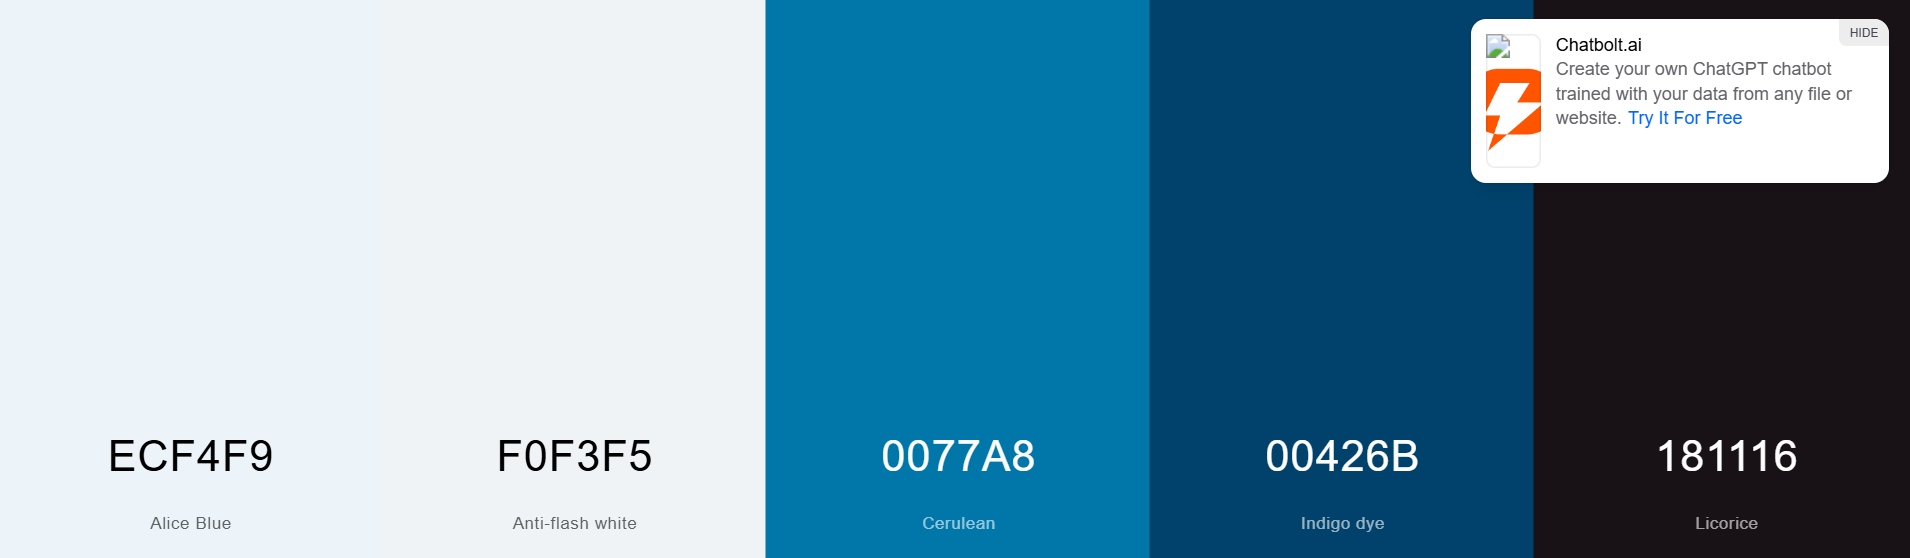 HIDE
Chatbolt.ai
Create your own ChatGPT chatbot
trained with your data from any file or
website. Try It For Free
ECF4F9
F0F3F5
0077A8
00426B
181116
Alice Blue
Anti-flash white
Cerulean
Indigo dye
Licorice